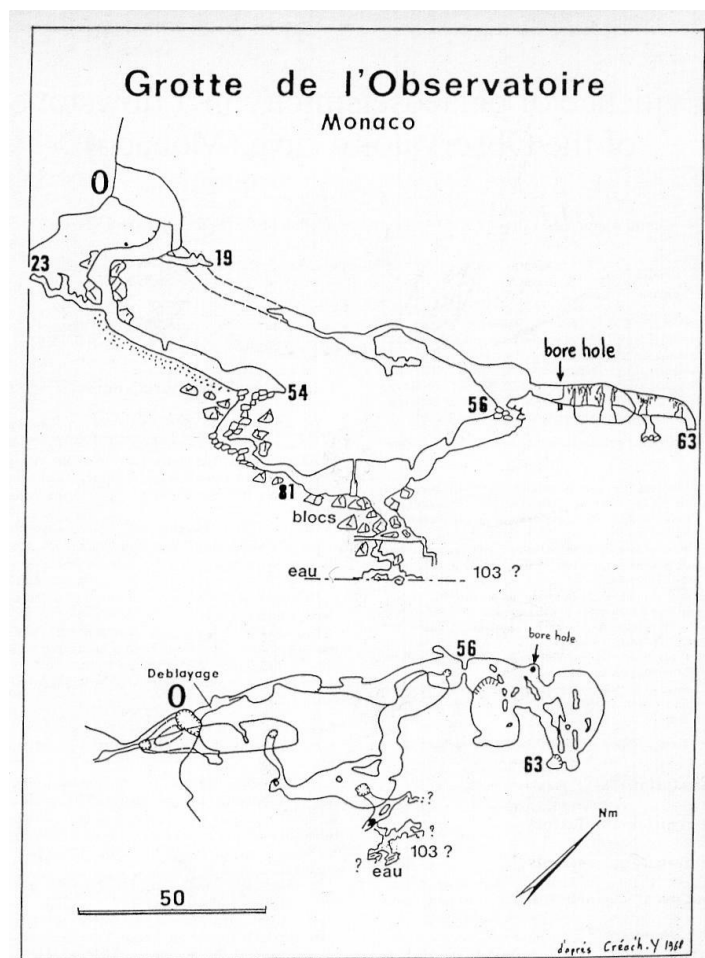 Grotte de l'Observatoire
Monaco
0
19
23
bore hole
54
56
63
81
blocs
eau
103 ?
56
bore hole
Deblayage
0
63
?
Nm
?
103 ?
?
eau
50
d'après Créac'h.Y 1968